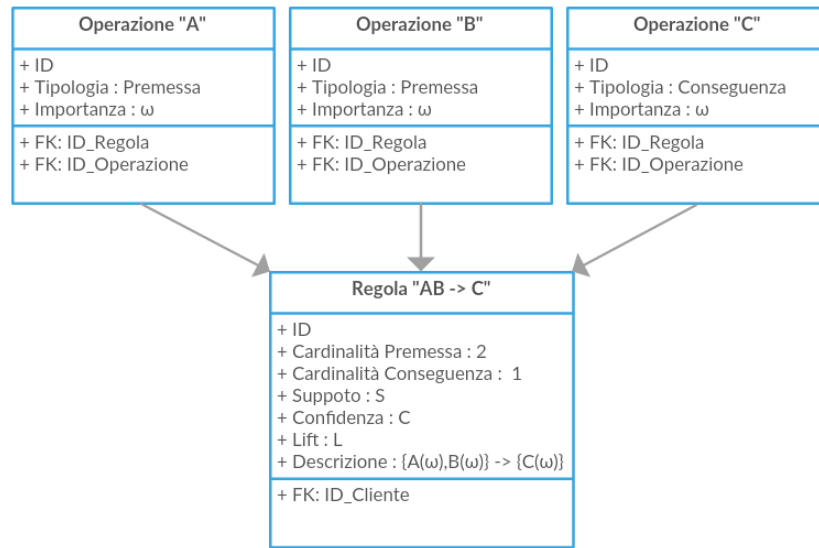 Operazione "A"
+ ID
+ Tipologia : Premessa
+ Importanza : ω
+ FK: ID_Regola
+ FK: ID_Operazione
Operazione "B"
+ ID
+ Tipologia : Premessa
+ Importanza : ω
+ FK: ID_Regola
+ FK: ID_Operazione
Operazione "C"
+ ID
+ Tipologia : Conseguenza
+ Importanza : ω
+ FK: ID_Regola
+ FK: ID_Operazione
Regola "AB -> C"
+ ID
+ Cardinalità Premessa : 2
+ Cardinalità Conseguenza : 1
+ Suppoto : S
+ Confidenza : C
+ Lift : L
+ Descrizione : {A(ω),B(ω)} -> {C(ω)}
+ FK: ID_Cliente